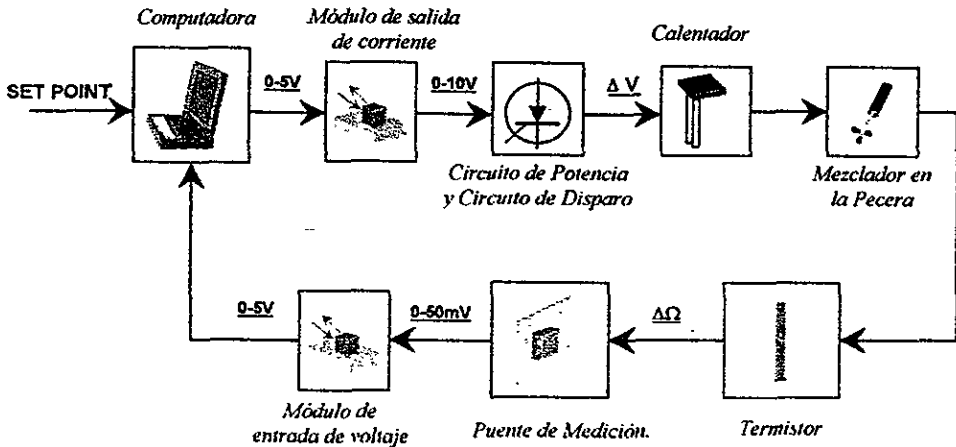 Computadora
Módulo de salida
de corriente
Calentador
SET POINT
0-5V
0-10V
Δ V
Circuito de Potencia
y Circuito de Disparo
Mezclador en
la Pecera
0-5V
0-50mV
ΔΩ
Módulo de
entrada de voltaje
Puente de Medición.
Termistor